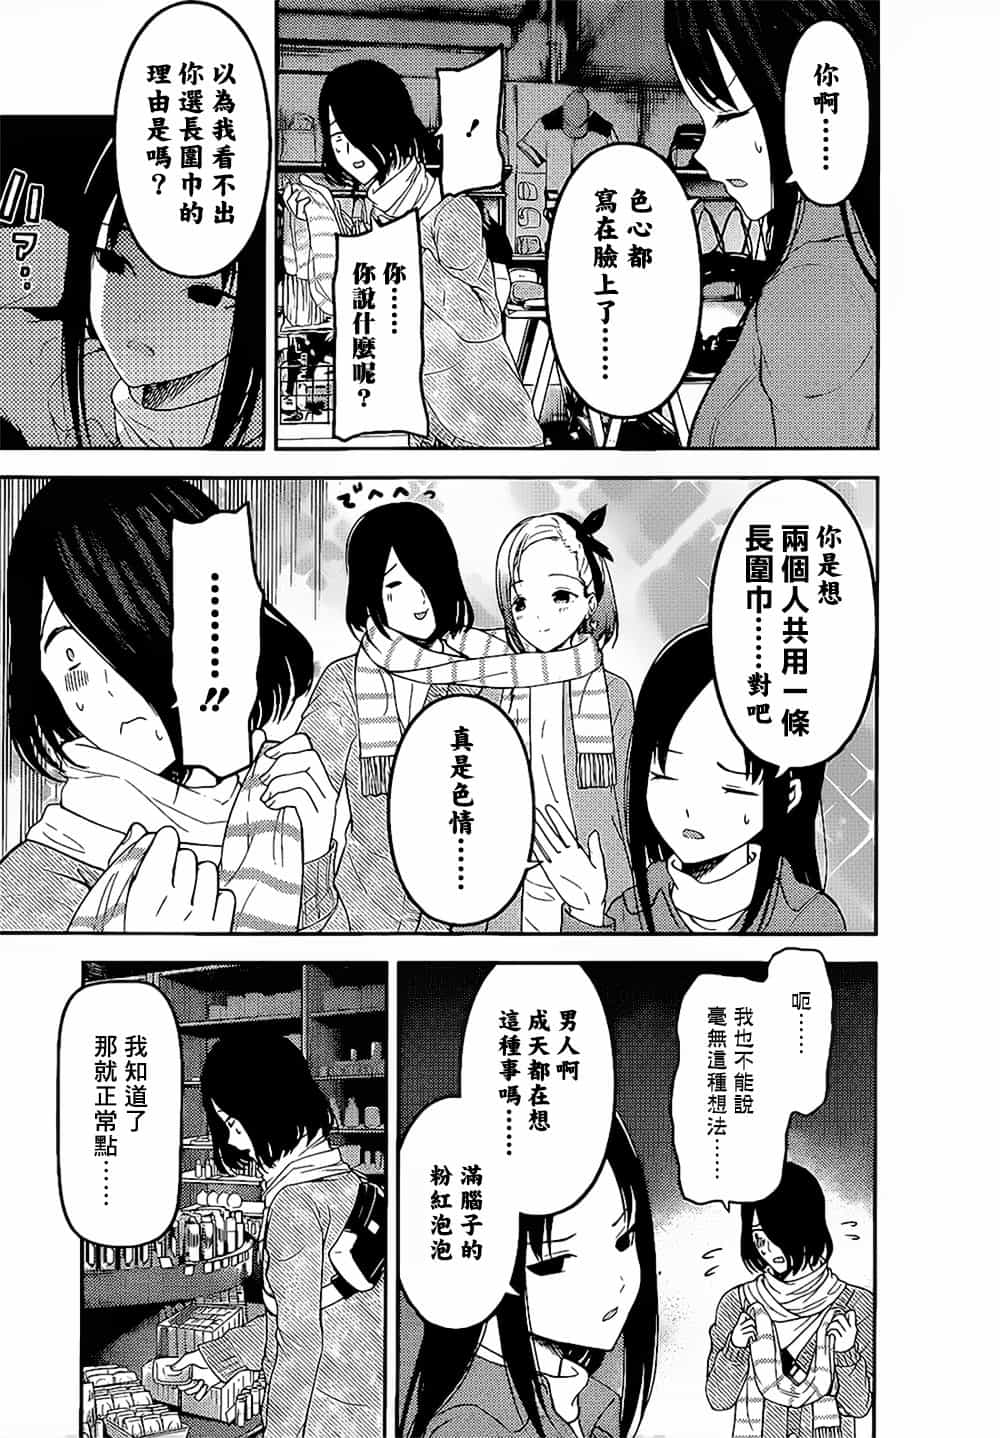 你啊……
色心都
寫在臉
上了……
！
你……
你說什麼呢？
以為我看不出
你選長圍巾的
理由是嗎？
バァ…
你是想
兩個人共用一條
長圍巾……對吧
でへへっ
真是色情……
……!!
呃……
我也不能說
毫無這種想法……
男人啊
成天都在想
這種事嗎……
滿腦子的
粉紅泡泡
我知道了
那就正常點……